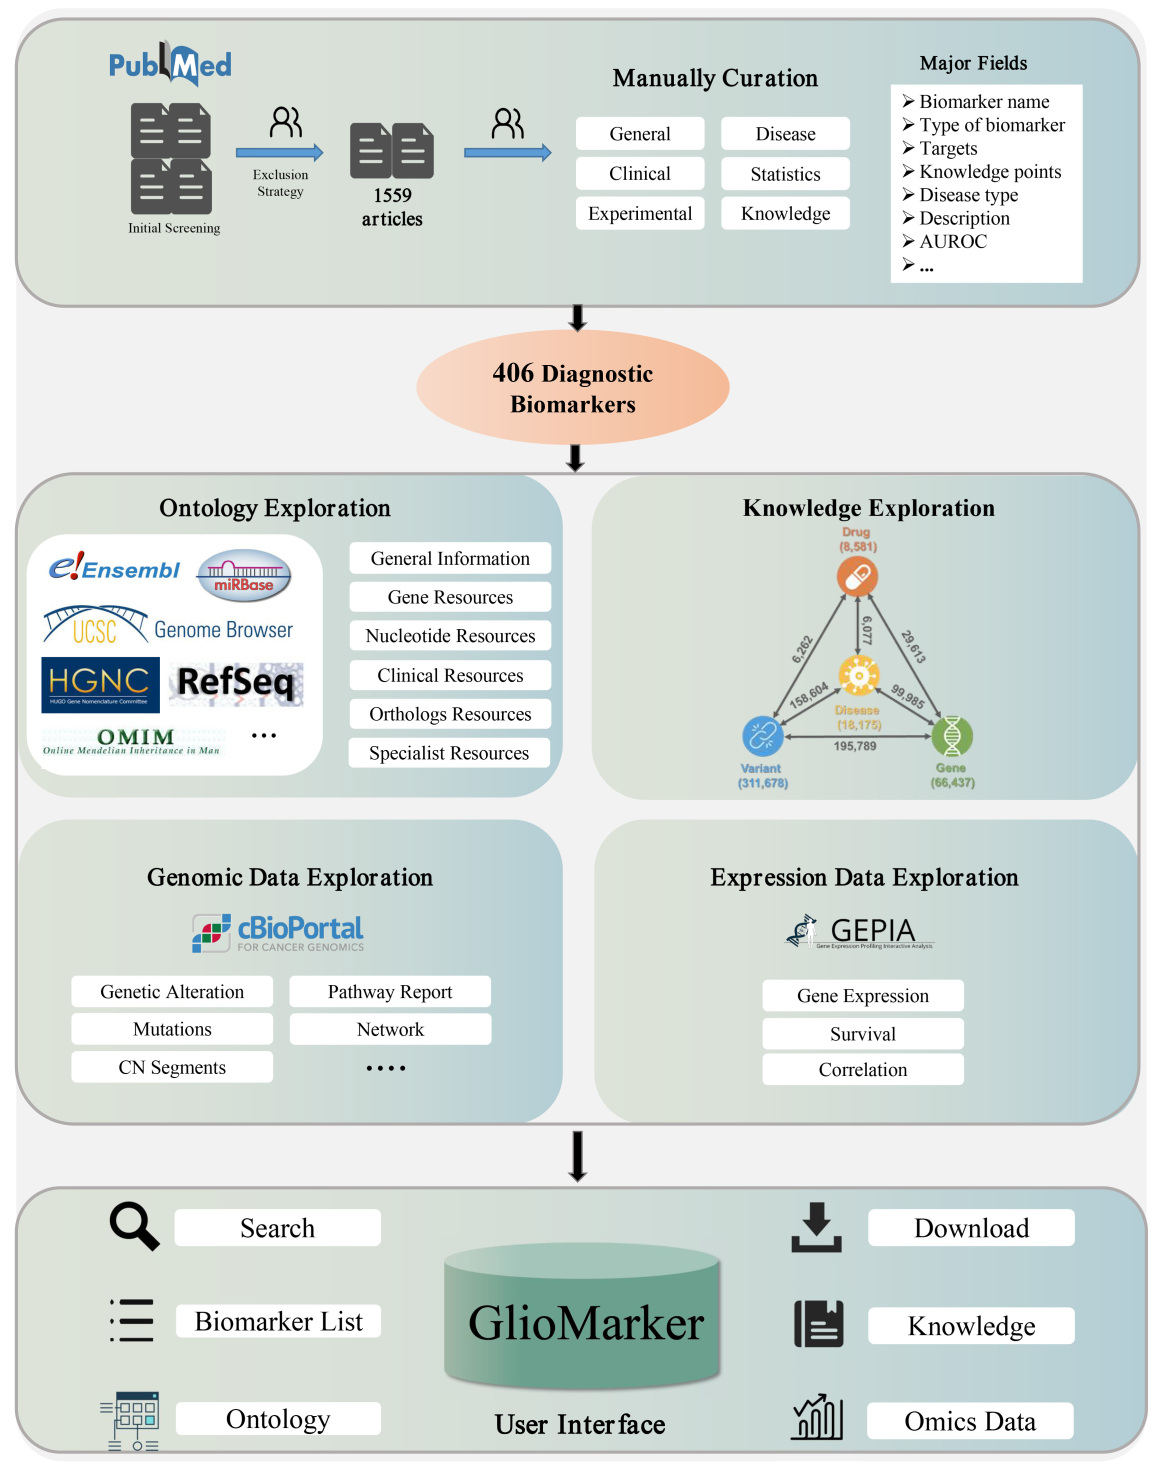 PubMed
Initial Screening
Exclusion
Strategy
1559
articles
Manually Curation
General
Disease
Clinical
Statistics
Experimental
Knowledge
Major Fields
➢ Biomarker name
➢ Type of biomarker
➢ Targets
➢ Knowledge points
➢ Disease type
➢ Description
➢ AUROC
➢ ...
406 Diagnostic
Biomarkers
Ontology Exploration
e!Ensembl
miRBase
UCSC Genome Browser
HGNC
HUGO Gene Nomenclature Committee
RefSeq
OMIM
Online Mendelian Inheritance in Man
...
General Information
Gene Resources
Nucleotide Resources
Clinical Resources
Orthologs Resources
Specialist Resources
Knowledge Exploration
Drug
(8,581)
6,262
6,077
29,613
158,604
99,985
Disease
(18,175)
195,789
Variant
(311,678)
Gene
(66,437)
Genomic Data Exploration
cBioPortal
FOR CANCER GENOMICS
Genetic Alteration
Pathway Report
Mutations
Network
CN Segments
....
Expression Data Exploration
GEPIA
Gene Expression Profiling Interactive Analysis
Gene Expression
Survival
Correlation
Search
Biomarker List
Ontology
GlioMarker
User Interface
Download
Knowledge
Omics Data